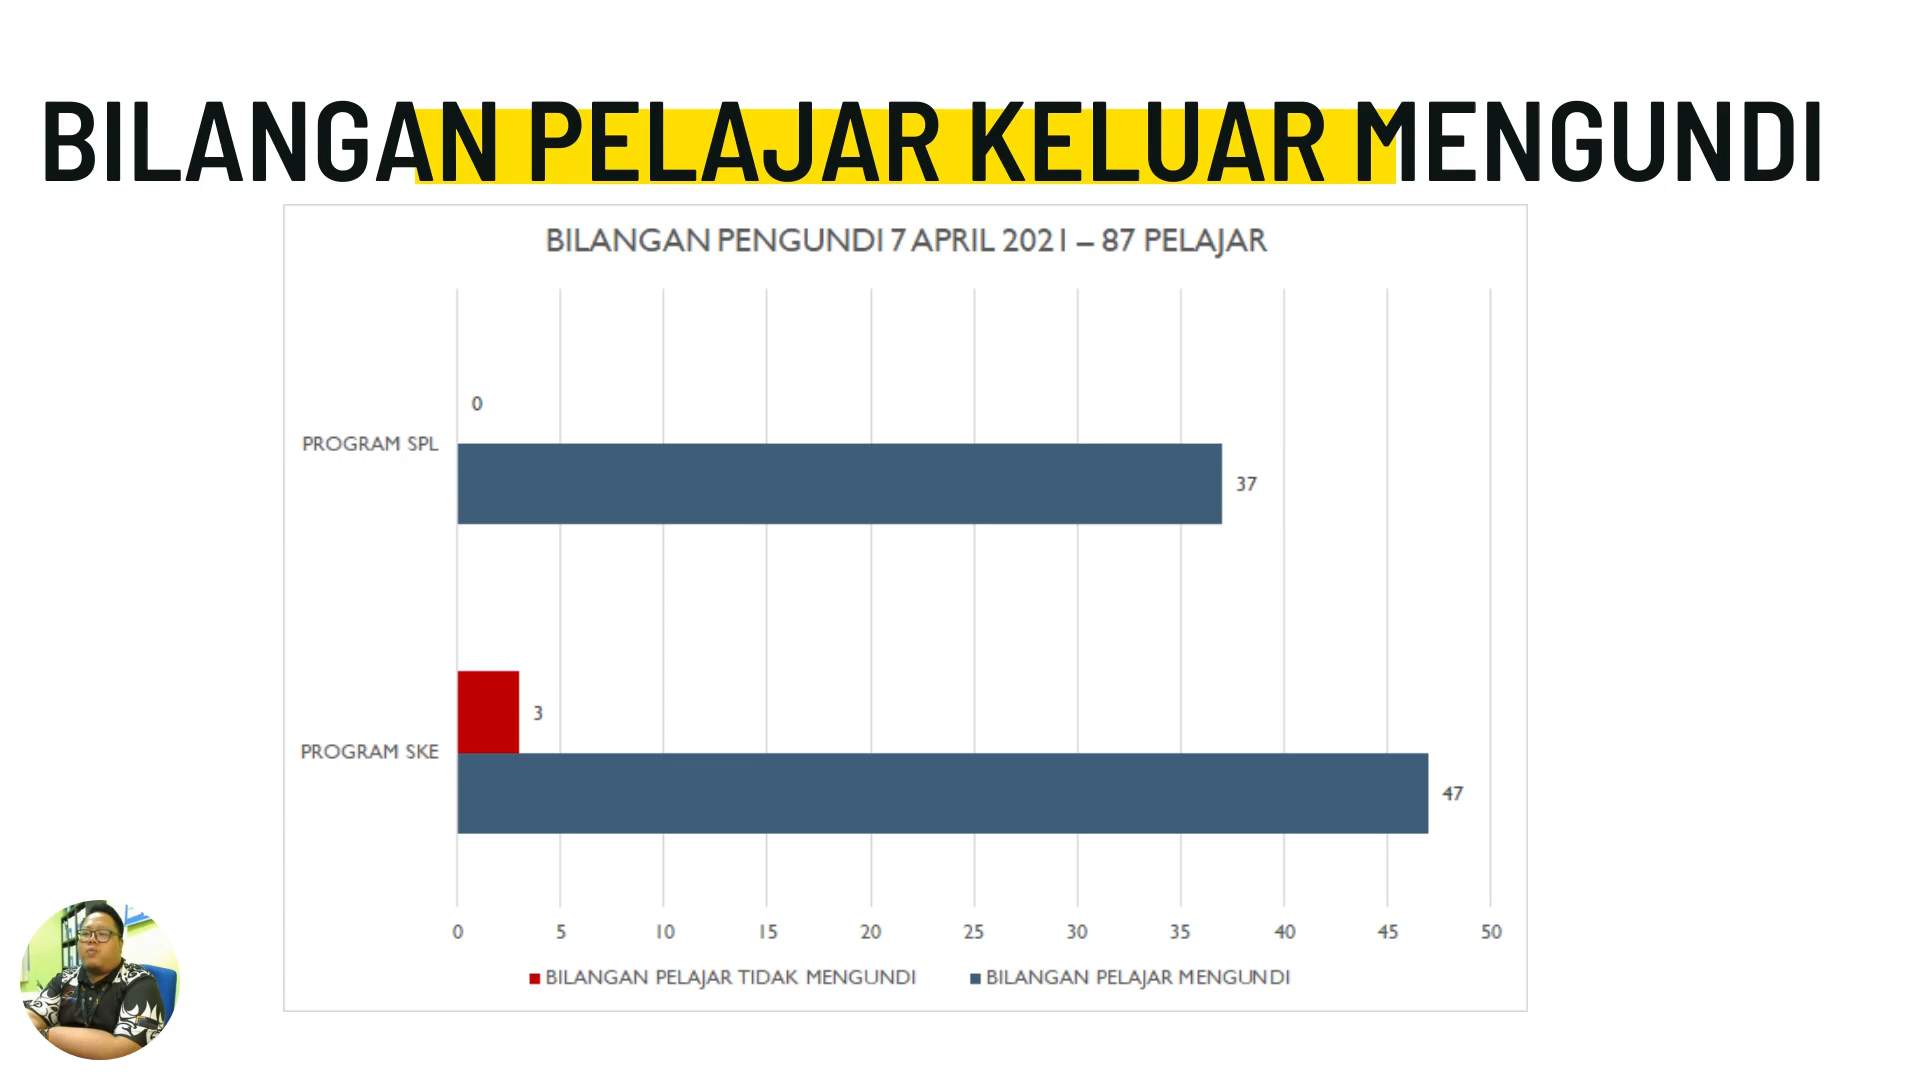 BILANGAN PELAJAR KELUAR MENGUNDI
BILANGAN PENGUNDI 7 APRIL 2021 – 87 PELAJAR
0
PROGRAM SPL
37
3
PROGRAM SKE
47
0 5 10 15 20 25 30 35 40 45 50
BILANGAN PELAJAR TIDAK MENGUNDI BILANGAN PELAJAR MENGUNDI